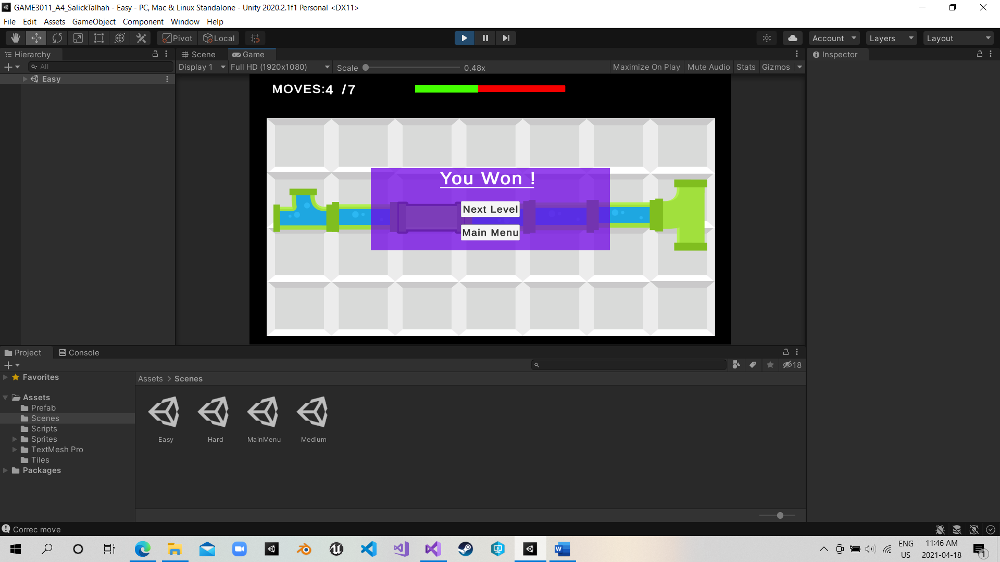 GAME3011_A4_SalickTalhah - Easy - PC, Mac & Linux Standalone - Unity 2020.2.1f1 Personal <DX11>
File Edit Assets GameObject Component Window Help
Pivot Local Account Layers Layout
Hierarchy Scene Game Inspector
All Display 1 Full HD (1920x1080) Scale 0.48x Maximize On Play Mute Audio Stats Gizmos
Easy
MOVES:4 /7
You Won !
Next Level
Main Menu
Project Console
18
Favorites Assets > Scenes
Assets
Prefab
Scenes
Scripts
Sprites
TextMesh Pro
Tiles
Packages
Easy Hard MainMenu Medium
Correc move
ENG 11:46 AM
US 2021-04-18 1